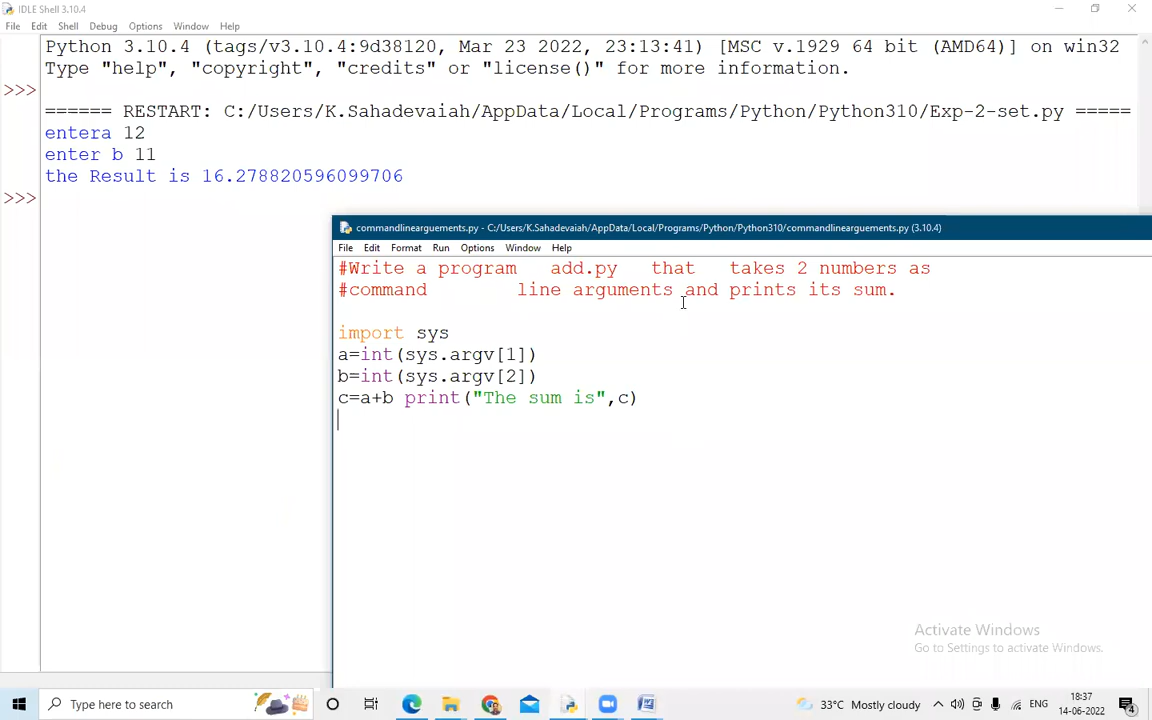 IDLE Shell 3.10.4
File Edit Shell Debug Options Window Help
Python 3.10.4 (tags/v3.10.4:9d38120, Mar 23 2022, 23:13:41) [MSC v.1929 64 bit (AMD64)] on win32
Type "help", "copyright", "credits" or "license()" for more information.
>>>
====== RESTART: C:/Users/K.Sahadevaiah/AppData/Local/Programs/Python/Python310/Exp-2-set.py =====
entera 12
enter b 11
the Result is 16.278820596099706
>>>
commandlinearguements.py - C:/Users/K.Sahadevaiah/AppData/Local/Programs/Python/Python310/commandlinearguements.py (3.10.4)
File Edit Format Run Options Window Help
#Write a program   add.py   that   takes 2 numbers as
#command        line arguments and prints its sum.
import sys
a=int(sys.argv[1])
b=int(sys.argv[2])
c=a+b print("The sum is",c)
Activate Windows
Go to Settings to activate Windows.
Type here to search
33°C Mostly cloudy
ENG
18:37
14-06-2022
4